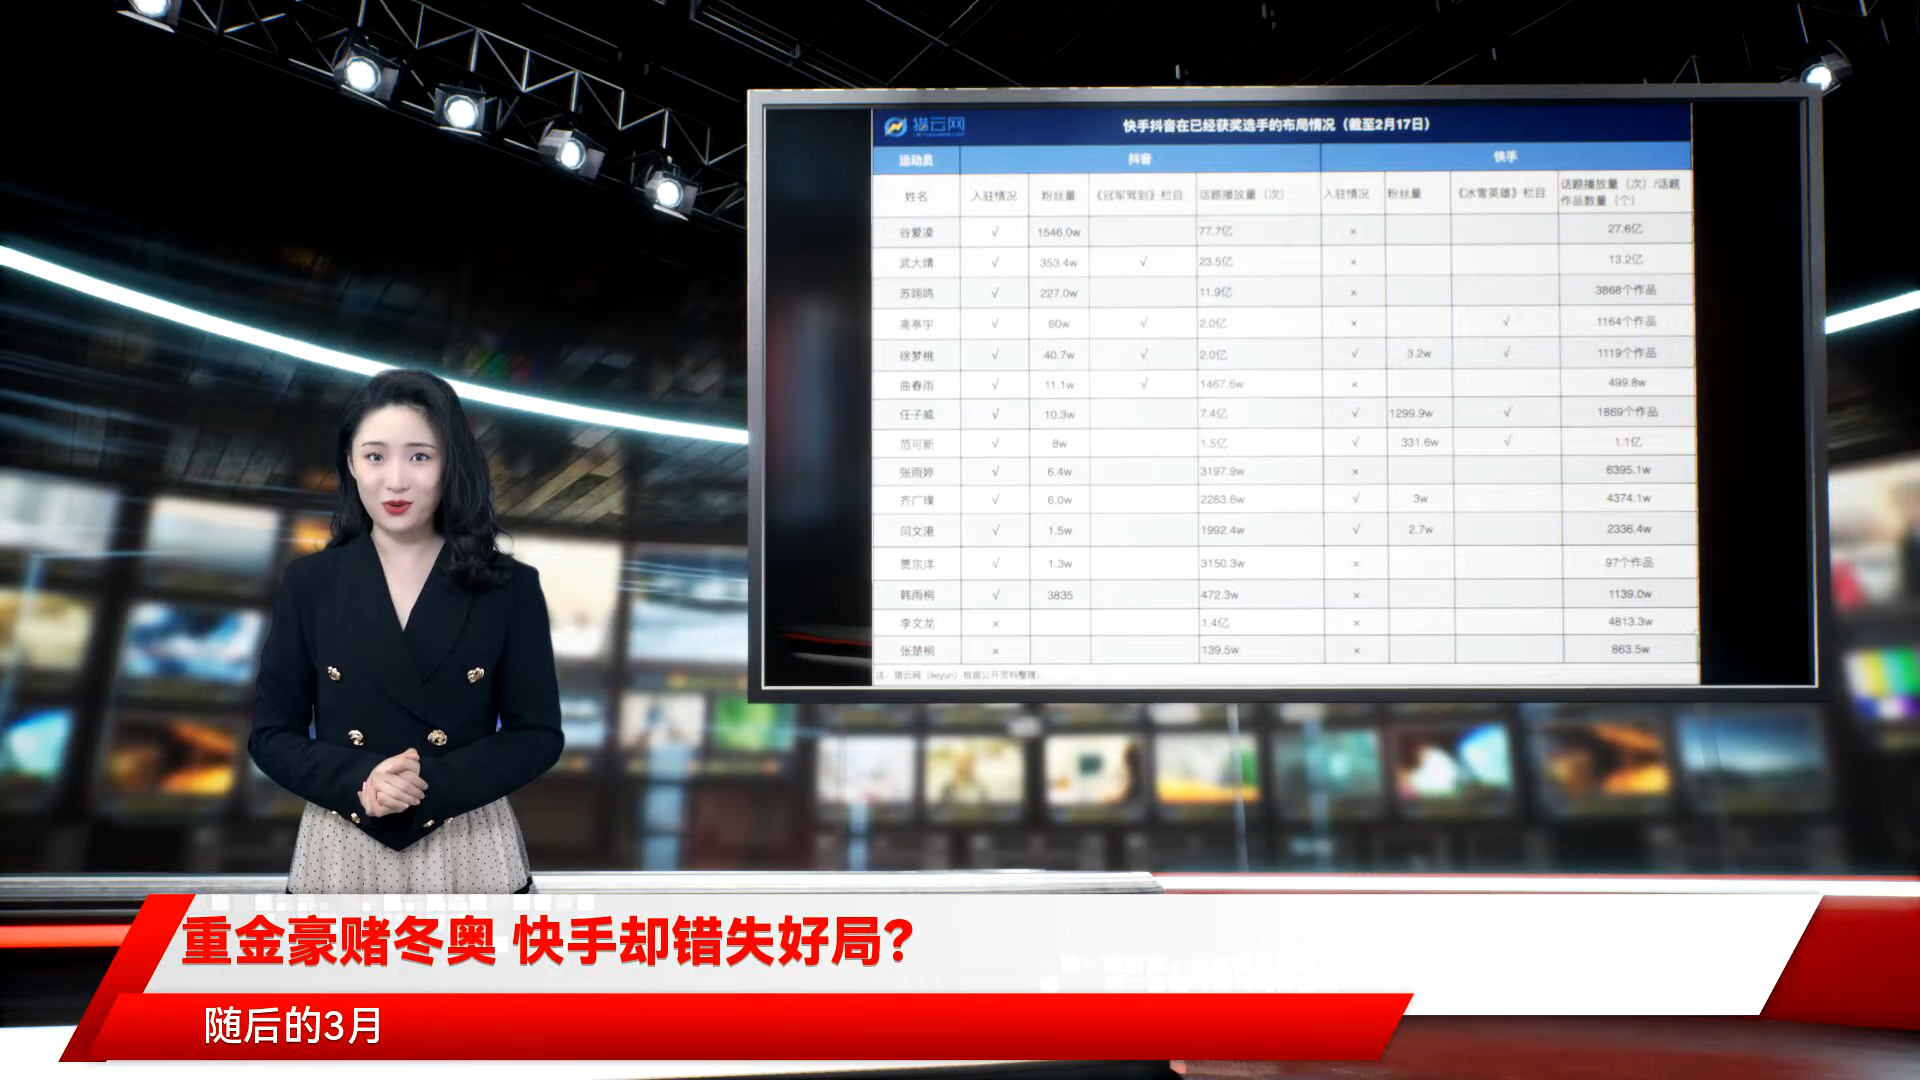 猎云网
快手抖音在已经获奖选手的布局情况（截至2月17日）
运动员 抖音 快手
姓名 入驻情况 粉丝量 《冠军驾到》栏目 话题播放量（次） 入驻情况 粉丝量 《冰雪英雄》栏目 话题播放量（次）/话题
作品数量（个）
谷爱凌 √ 1546.0w 77.7亿 × 27.6亿
武大靖 √ 353.4w √ 23.5亿 × 13.2亿
苏翊鸣 √ 227.0w 11.9亿 × 3868个作品
高亭宇 √ 60w √ 2.0亿 × √ 1164个作品
徐梦桃 √ 40.7w √ 2.0亿 √ 3.2w √ 1119个作品
曲春雨 √ 11.1w √ 1467.6w × 499.8w
任子威 √ 10.3w 7.4亿 √ 1299.9w √ 1869个作品
范可新 √ 8w 1.5亿 √ 331.6w √ 1.1亿
张雨婷 √ 6.4w 3197.9w × 6395.1w
齐广璞 √ 6.0w 2283.6w √ 3w 4374.1w
闫文港 √ 1.5w 1992.4w √ 2.7w 2336.4w
贾宗洋 √ 1.3w 3150.3w × 97个作品
韩雨桐 √ 3835 472.3w × 1139.0w
李文龙 × 1.4亿 × 4813.3w
张楚桐 × 139.5w × 863.5w
注：猎云网（lieyun）根据公开资料整理；
重金豪赌冬奥 快手却错失好局？
随后的3月